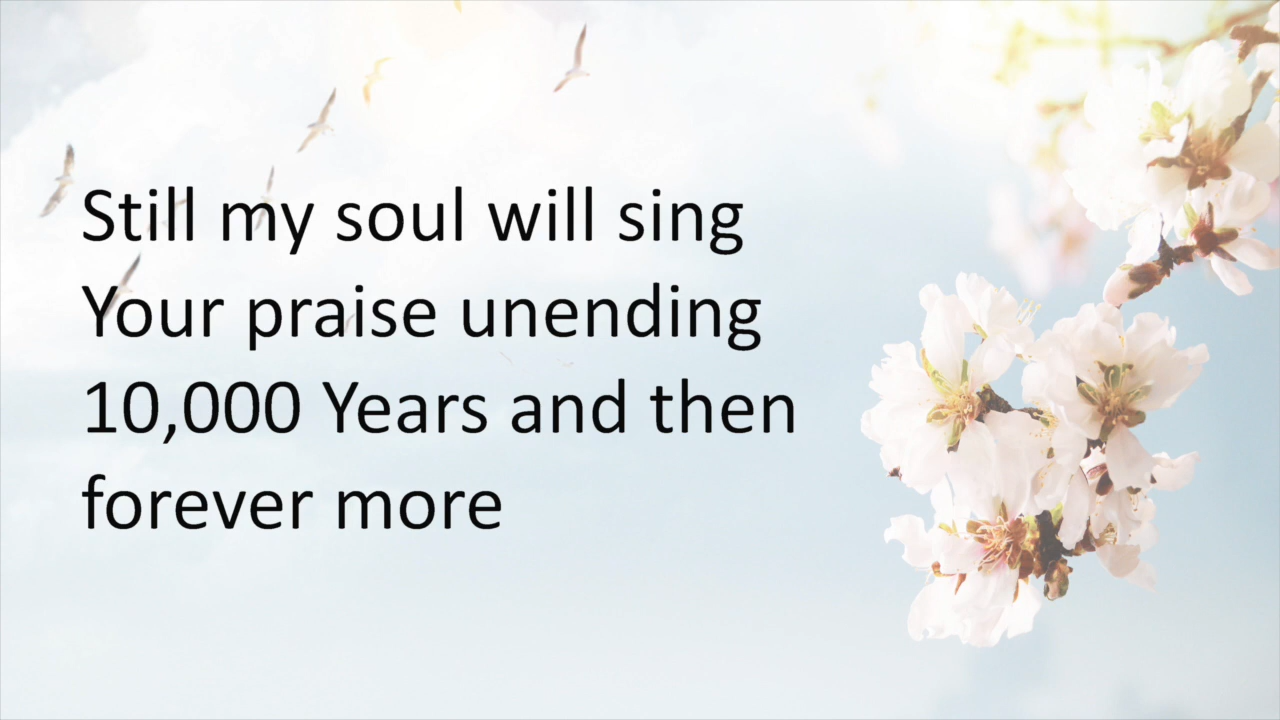 Still my soul will sing
Your praise unending
10,000 Years and then
forever more